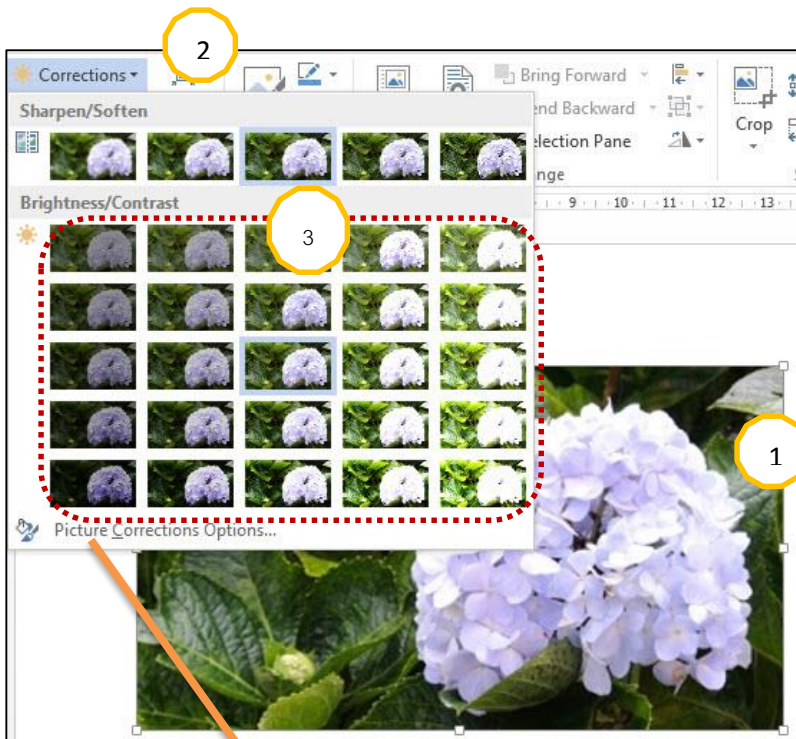 2
Corrections
Bring Forward
Sharpen/Soften
end Backward
election Pane
Crop
nge
Brightness/Contrast
9 10 11 12 13
3
1
Picture Corrections Options...